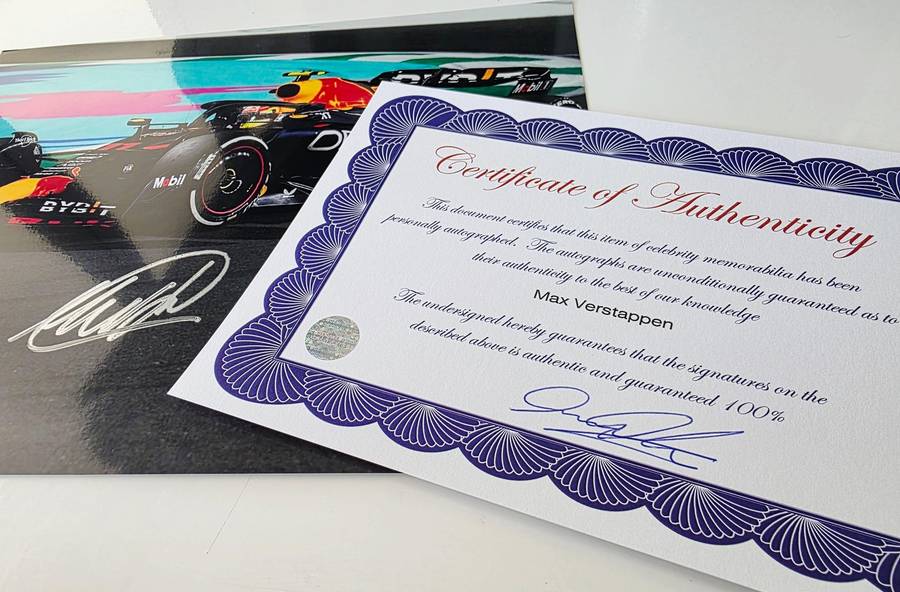 BYBIT
Mobil 1
Mobil
BYBIT
Certificate of Authenticity
This document certifies that this item of celebrity memorabilia has been
personally autographed. The autographs are unconditionally guaranteed as to
their authenticity to the best of our knowledge
Max Verstappen
The undersigned hereby guarantees that the signatures on the
described above is authentic and guaranteed 100%